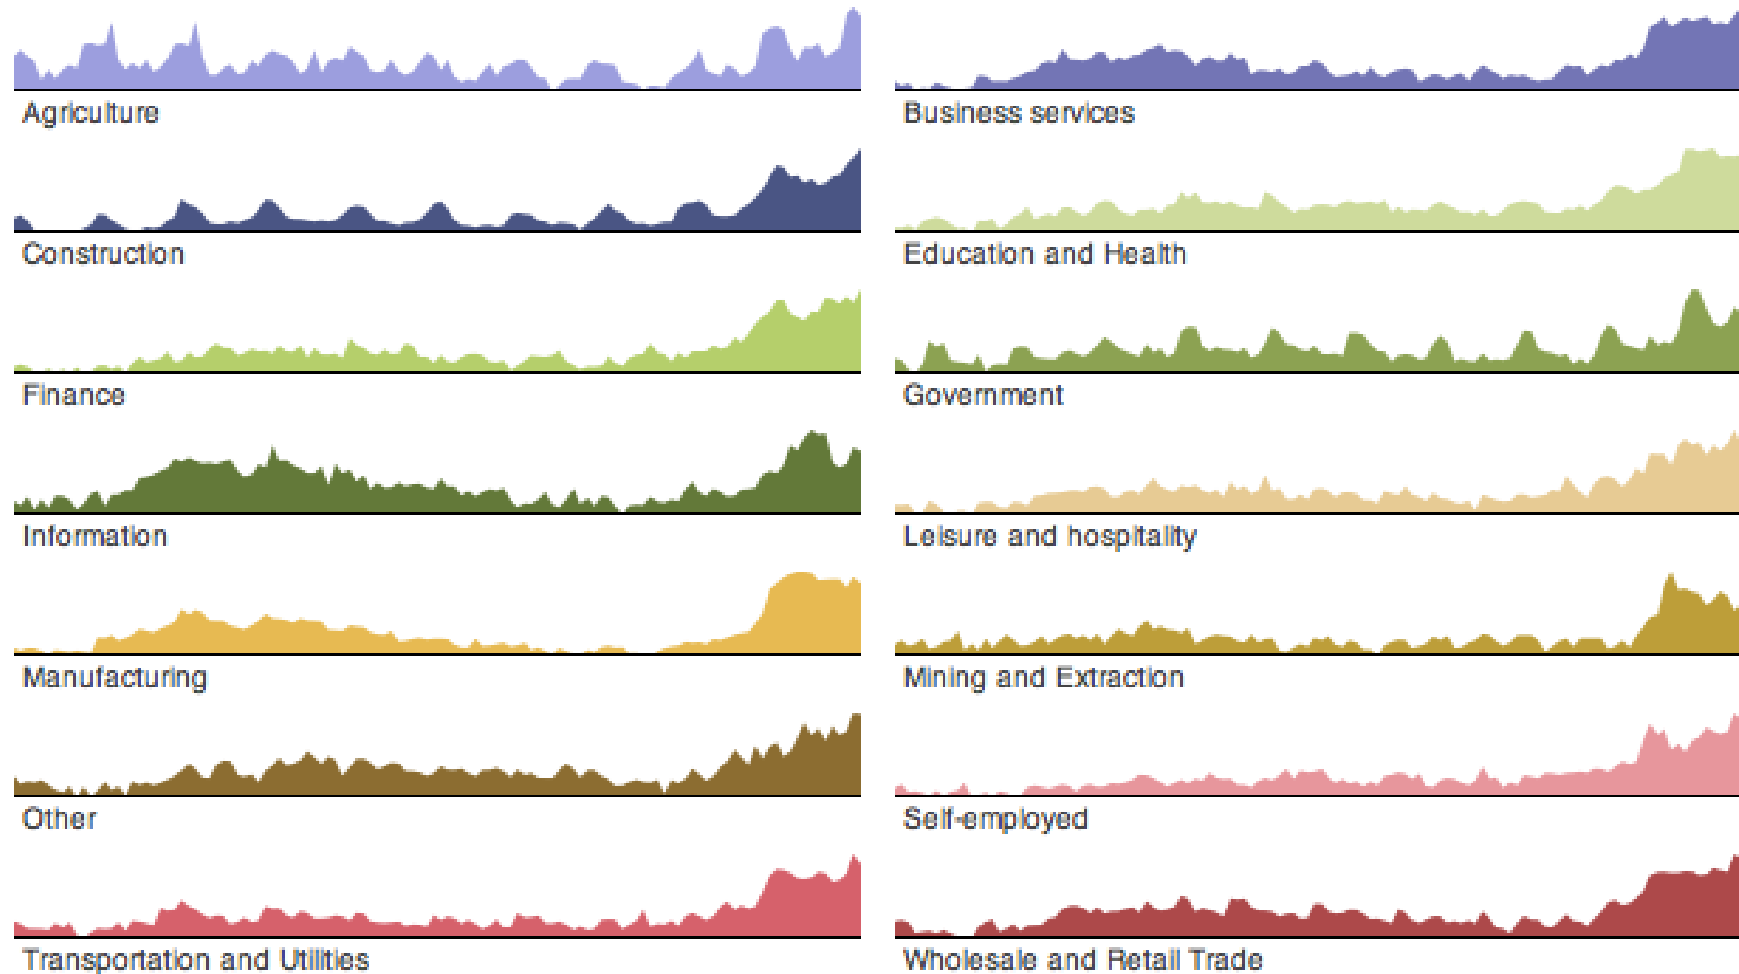 Agriculture
Business services
Construction
Education and Health
Finance
Government
Information
Leisure and hospitality
Manufacturing
Mining and Extraction
Other
Self-employed
Transportation and Utilities
Wholesale and Retail Trade